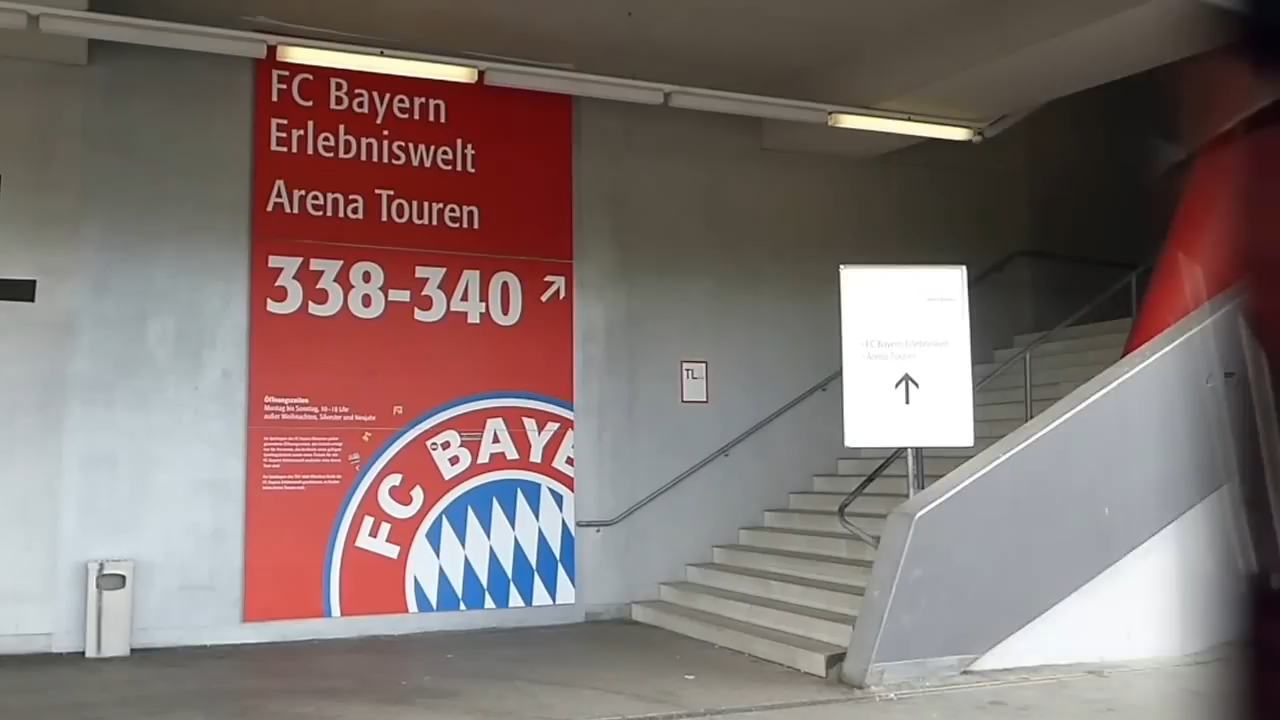 FC Bayern
Erlebniswelt
Arena Touren
338-340
Öffnungszeiten
Montag bis Sonntag, 10-18 Uhr
außer Weihnachten, Silvester und Neujahr
FC BAYE
TL
FC Bayern Erlebniswelt
Arena Touren